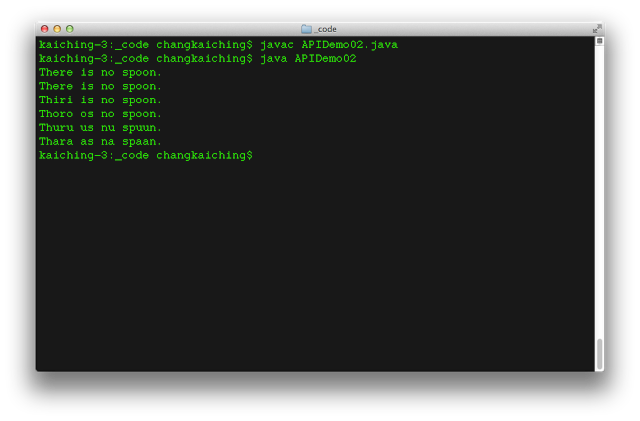 _code
kaiching-3:_code changkaiching$ javac APIDemo02.java
kaiching-3:_code changkaiching$ java APIDemo02
There is no spoon.
There is no spoon.
Thiri is no spoon.
Thoro os no spoon.
Thuru us nu spuun.
Thara as na spaan.
kaiching-3:_code changkaiching$